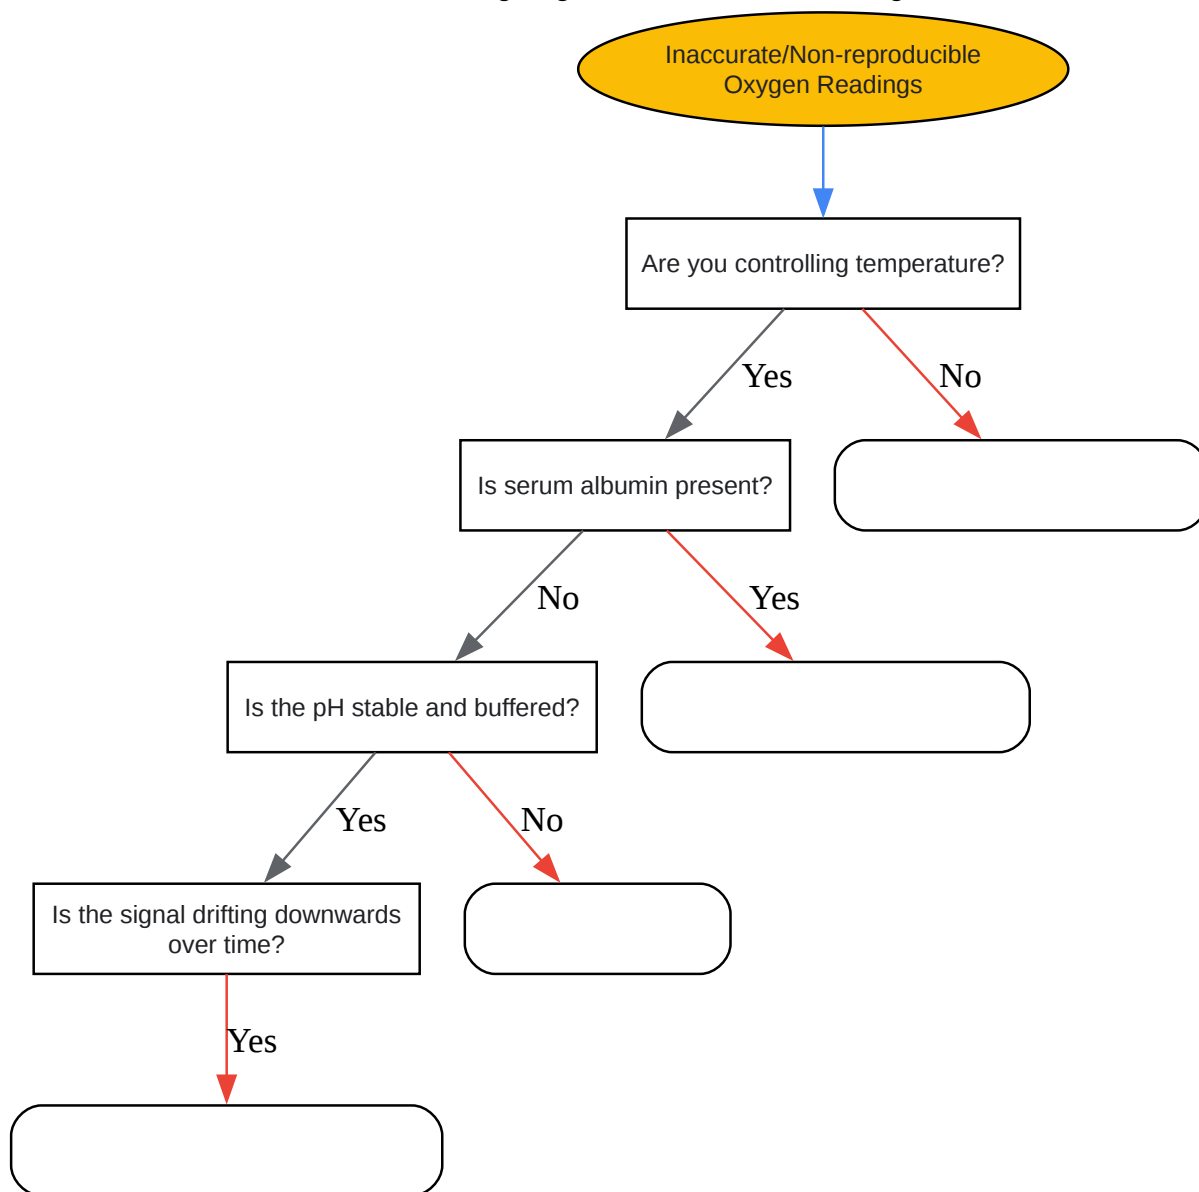 Inaccurate/Non-reproducible
Oxygen Readings
Are you controlling temperature?
Yes
No
Is serum albumin present?
No
Yes
Is the pH stable and buffered?
Yes
No
Is the signal drifting downwards
over time?
Yes